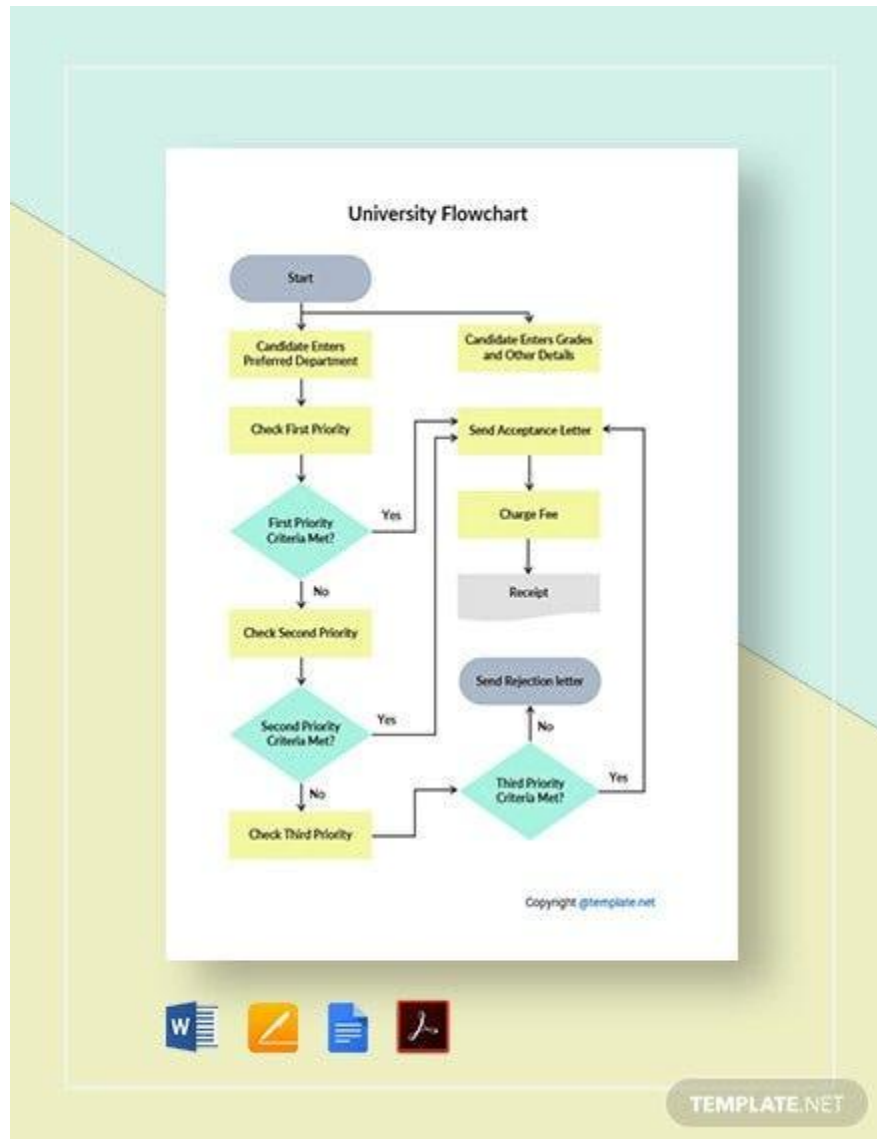 University Flowchart
Start
Candidate Enters
Preferred Department
Candidate Enters Grades
and Other Details
Check First Priority
Send Acceptance Letter
First Priority
Criteria Met?
Yes
Charge Fee
No
Receipt
Check Second Priority
Send Rejection letter
Second Priority
Criteria Met?
Yes
No
Third Priority
Criteria Met?
Yes
No
Check Third Priority
Copyright @template.net
W
TEMPLATE.NET